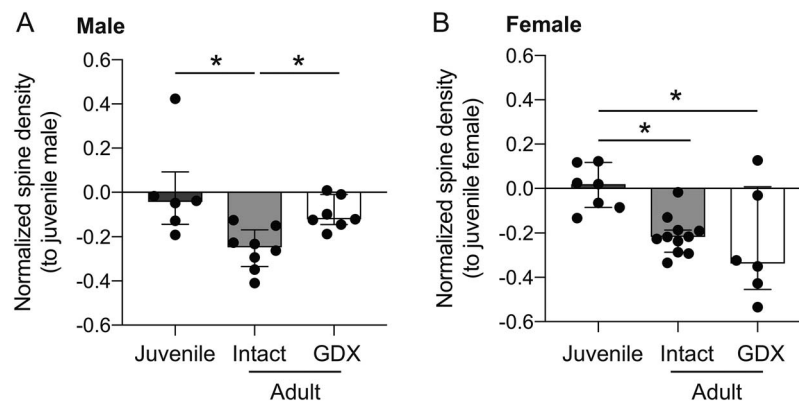 A Male
Normalized spine density
(to juvenile male)
0.6
0.4
0.2
0.0
-0.2
-0.4
-0.6
* *
Juvenile Intact GDX
Adult
B Female
Normalized spine density
(to juvenile female)
0.6
0.4
0.2
0.0
-0.2
-0.4
-0.6
*
*
Juvenile Intact GDX
Adult